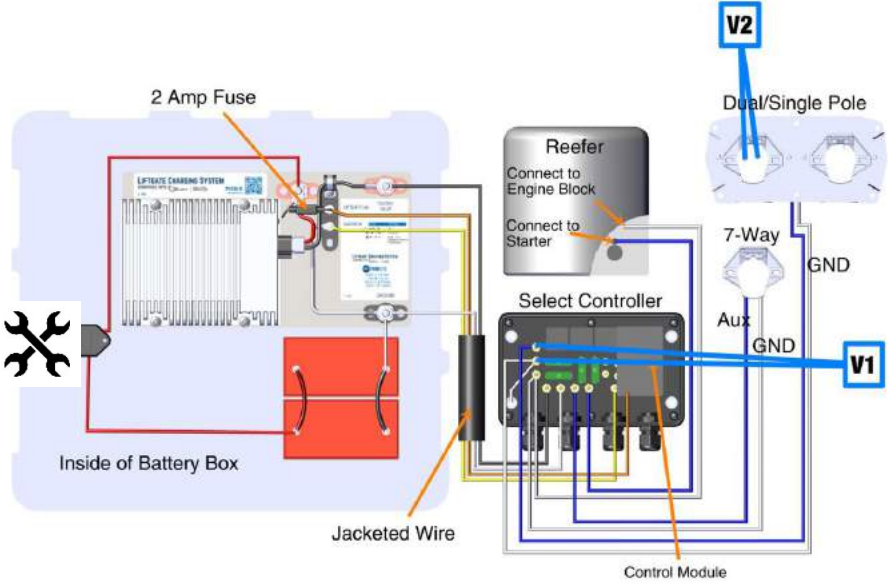 V2
2 Amp Fuse
Dual/Single Pole
LIFTGATE CHARGING SYSTEM
Reefer
Connect to
Engine Block
Connect to
Starter
7-Way
GND
Select Controller
Aux
GND
V1
Inside of Battery Box
Jacketed Wire
Control Module